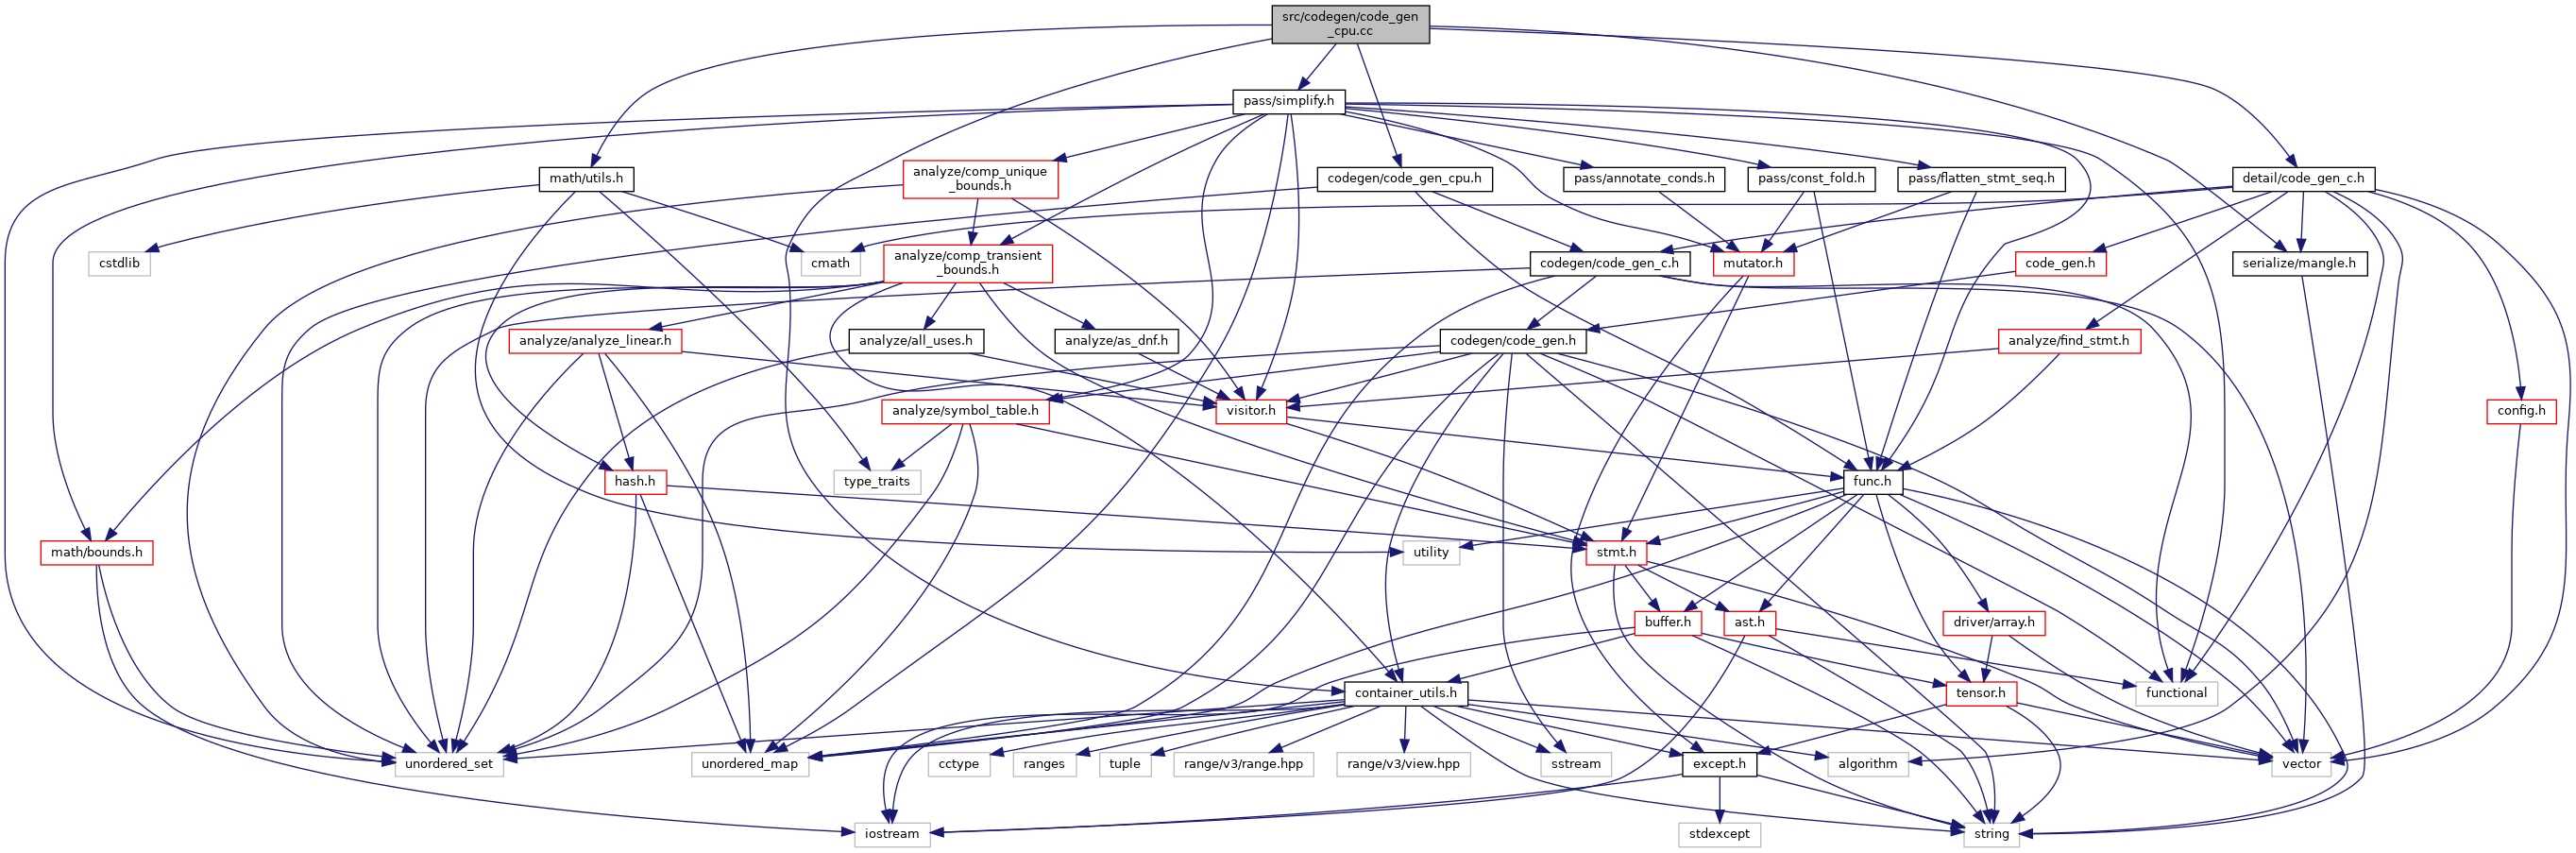 src/codegen/code_gen
_cpu.cc
pass/simplify.h
math/utils.h
analyze/comp_unique
_bounds.h
codegen/code_gen_cpu.h
pass/annotate_conds.h
pass/const_fold.h
pass/flatten_stmt_seq.h
detail/code_gen_c.h
cstdlib
cmath
analyze/comp_transient
_bounds.h
codegen/code_gen_c.h
mutator.h
code_gen.h
serialize/mangle.h
analyze/analyze_linear.h
analyze/all_uses.h
analyze/as_dnf.h
codegen/code_gen.h
analyze/find_stmt.h
analyze/symbol_table.h
visitor.h
config.h
hash.h
type_traits
func.h
math/bounds.h
utility
stmt.h
buffer.h
ast.h
driver/array.h
container_utils.h
tensor.h
functional
unordered_set
unordered_map
cctype
ranges
tuple
range/v3/range.hpp
range/v3/view.hpp
sstream
except.h
algorithm
vector
iostream
stdexcept
string